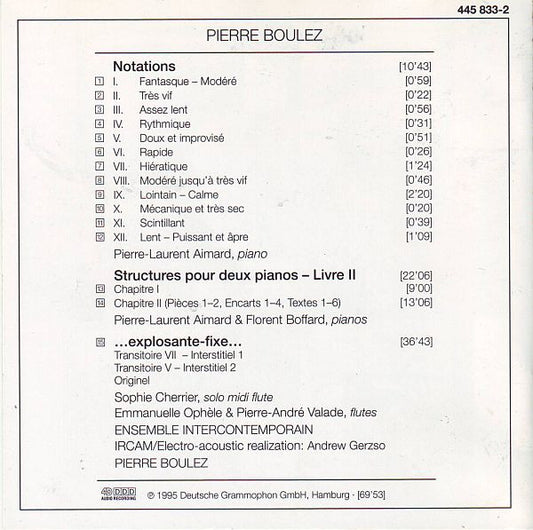 445 833-2
PIERRE BOULEZ
Notations [10'43]
1 I. Fantasque – Modéré [0'59]
2 II. Très vif [0'22]
3 III. Assez lent [0'56]
4 IV. Rythmique [0'31]
5 V. Doux et improvisé [0'51]
6 VI. Rapide [0'26]
7 VII. Hiératique [1'24]
8 VIII. Modéré jusqu'à très vif [0'46]
9 IX. Lointain – Calme [2'20]
10 X. Mécanique et très sec [0'20]
11 XI. Scintillant [0'39]
12 XII. Lent – Puissant et âpre [1'09]
Pierre-Laurent Aimard, piano
Structures pour deux pianos – Livre II [22'06]
13 Chapitre I [9'00]
14 Chapitre II (Pièces 1–2, Encarts 1–4, Textes 1–6) [13'06]
Pierre-Laurent Aimard & Florent Boffard, pianos
15 ...explosante-fixe... [36'43]
Transitoire VII – Interstitiel 1
Transitoire V – Interstitiel 2
Originel
Sophie Cherrier, solo midi flute
Emmanuelle Ophèle & Pierre-André Valade, flutes
ENSEMBLE INTERCONTEMPORAIN
IRCAM/Electro-acoustic realization: Andrew Gerzso
PIERRE BOULEZ
4D DDD
AUDIO RECORDING
℗ 1995 Deutsche Grammophon GmbH, Hamburg · [69'53]